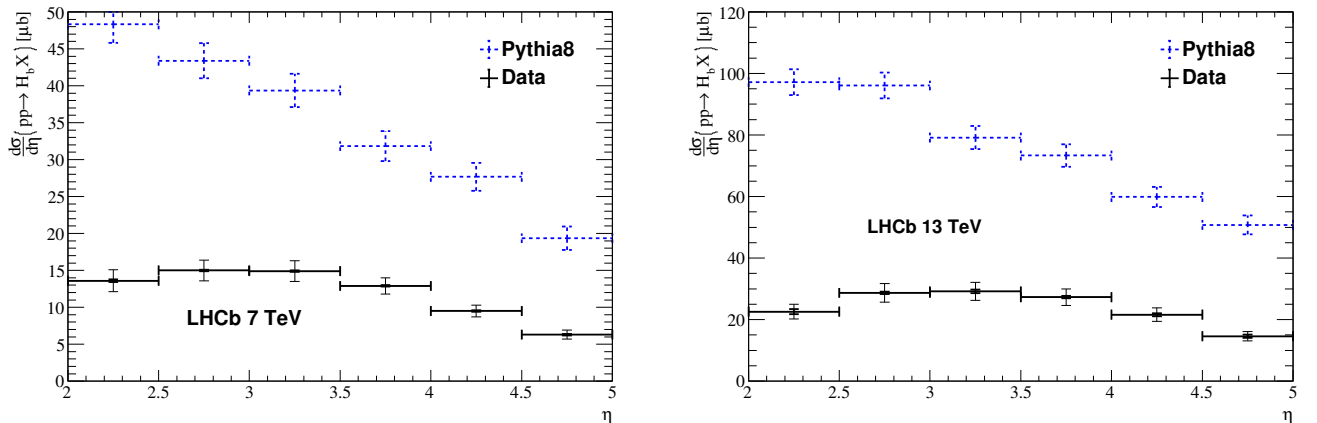 dσ/dη(pp→ H_b X) [μb]
50
45
40
35
30
25
20
15
10
5
0
Pythia8
Data
LHCb 7 TeV
2 2.5 3 3.5 4 4.5 5
η
dσ/dη(pp→ H_b X) [μb]
120
100
80
60
40
20
0
Pythia8
Data
LHCb 13 TeV
2 2.5 3 3.5 4 4.5 5
η